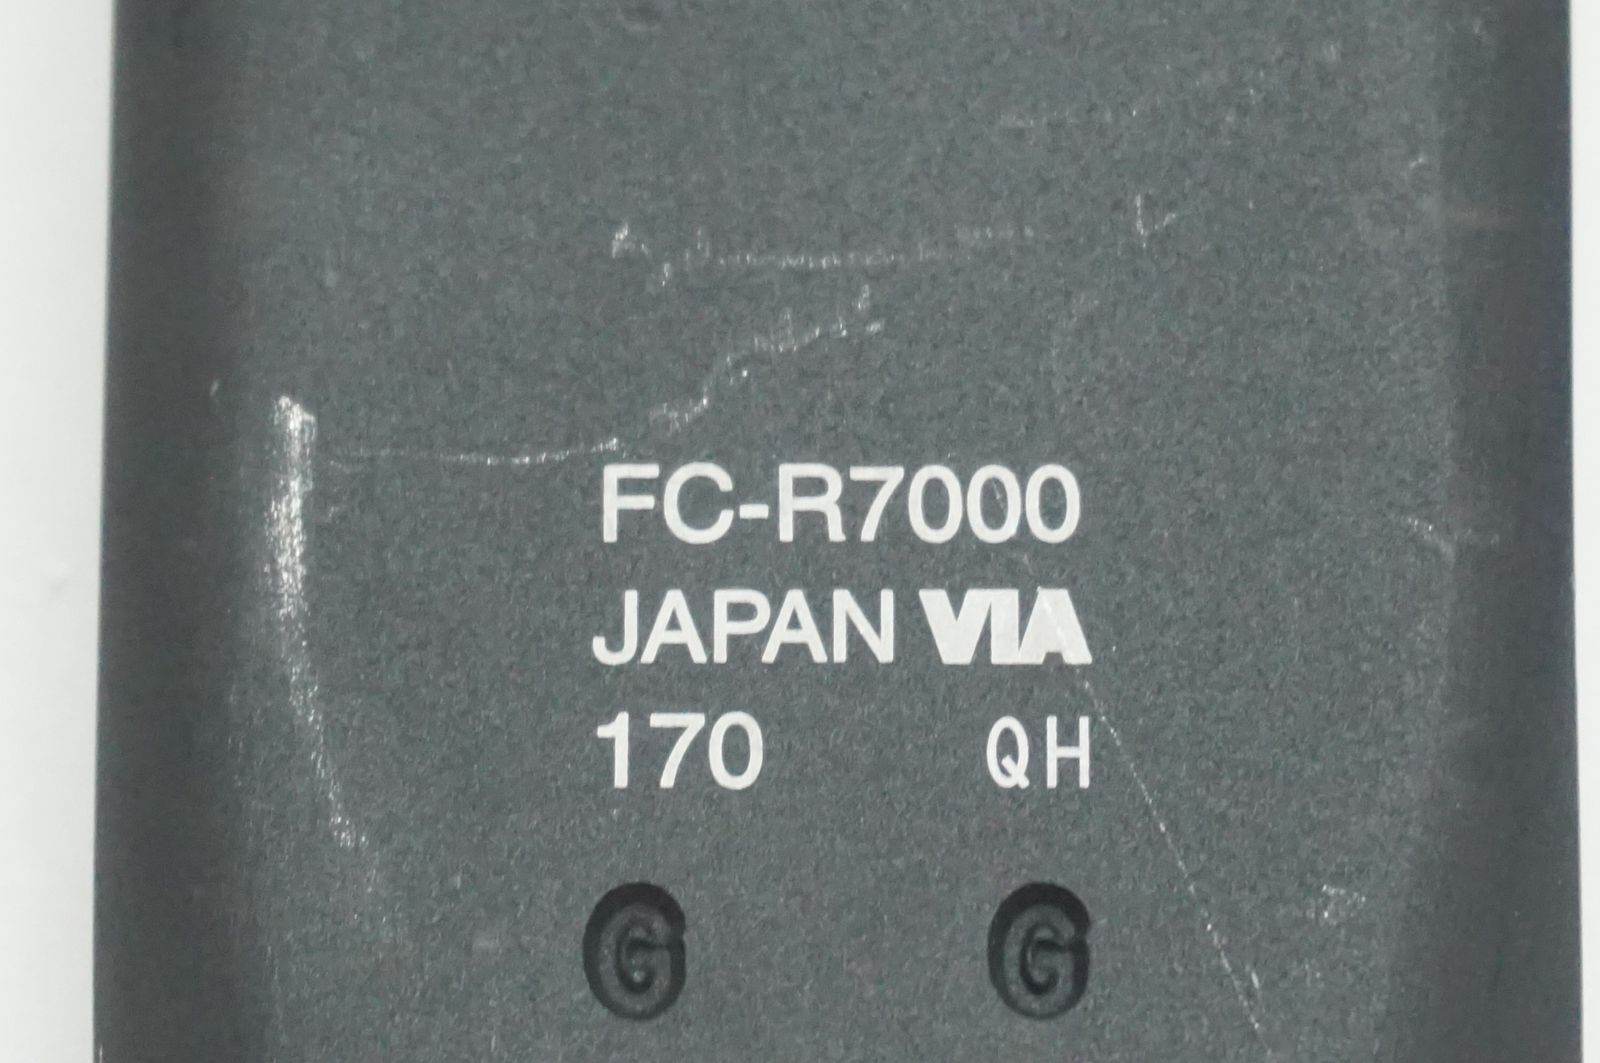 FC-R7000
JAPAN VIA
170 QH
G G